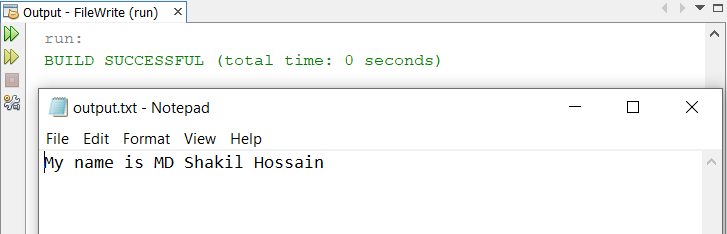 Output - FileWrite (run) ×
run:
BUILD SUCCESSFUL (total time: 0 seconds)
output.txt - Notepad
File Edit Format View Help
My name is MD Shakil Hossain